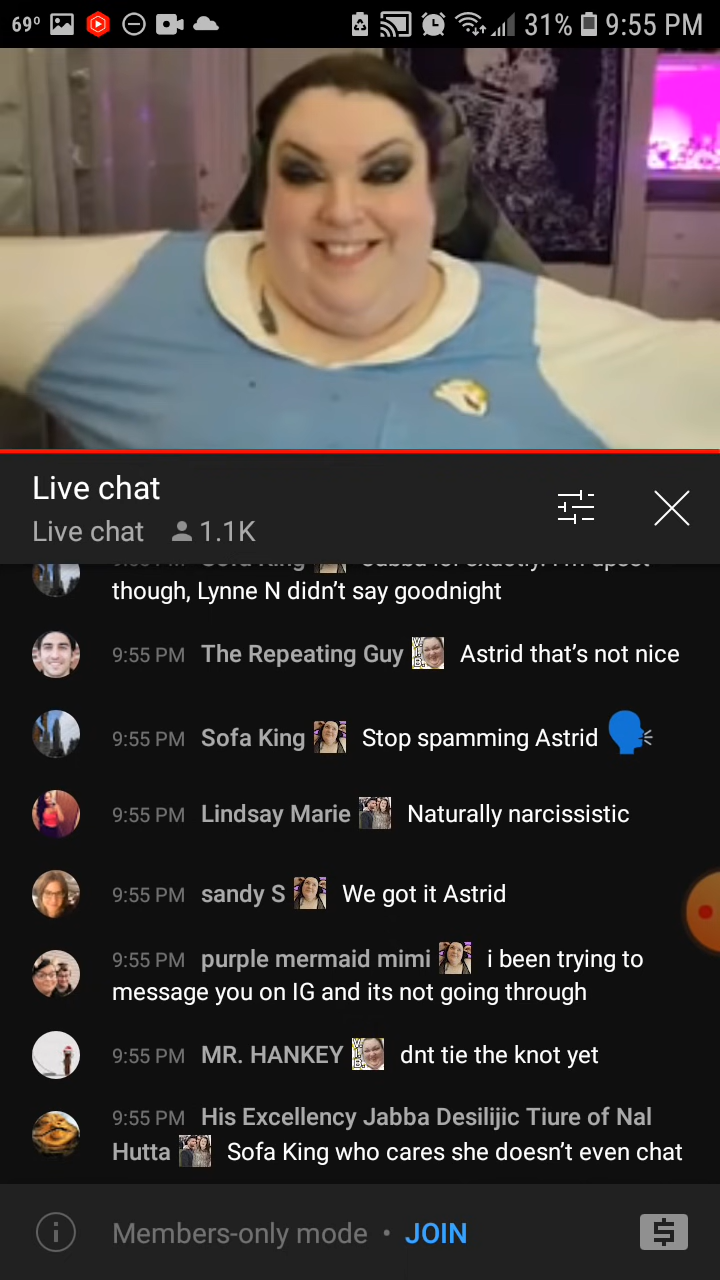 69° 31% 9:55 PM
Live chat
Live chat 1.1K
though, Lynne N didn't say goodnight
9:55 PM The Repeating Guy Astrid that's not nice
9:55 PM Sofa King Stop spamming Astrid
9:55 PM Lindsay Marie Naturally narcissistic
9:55 PM sandy S We got it Astrid
9:55 PM purple mermaid mimi i been trying to
message you on IG and its not going through
9:55 PM MR. HANKEY dnt tie the knot yet
9:55 PM His Excellency Jabba Desilijic Tiure of Nal
Hutta Sofa King who cares she doesn't even chat
Members-only mode • JOIN